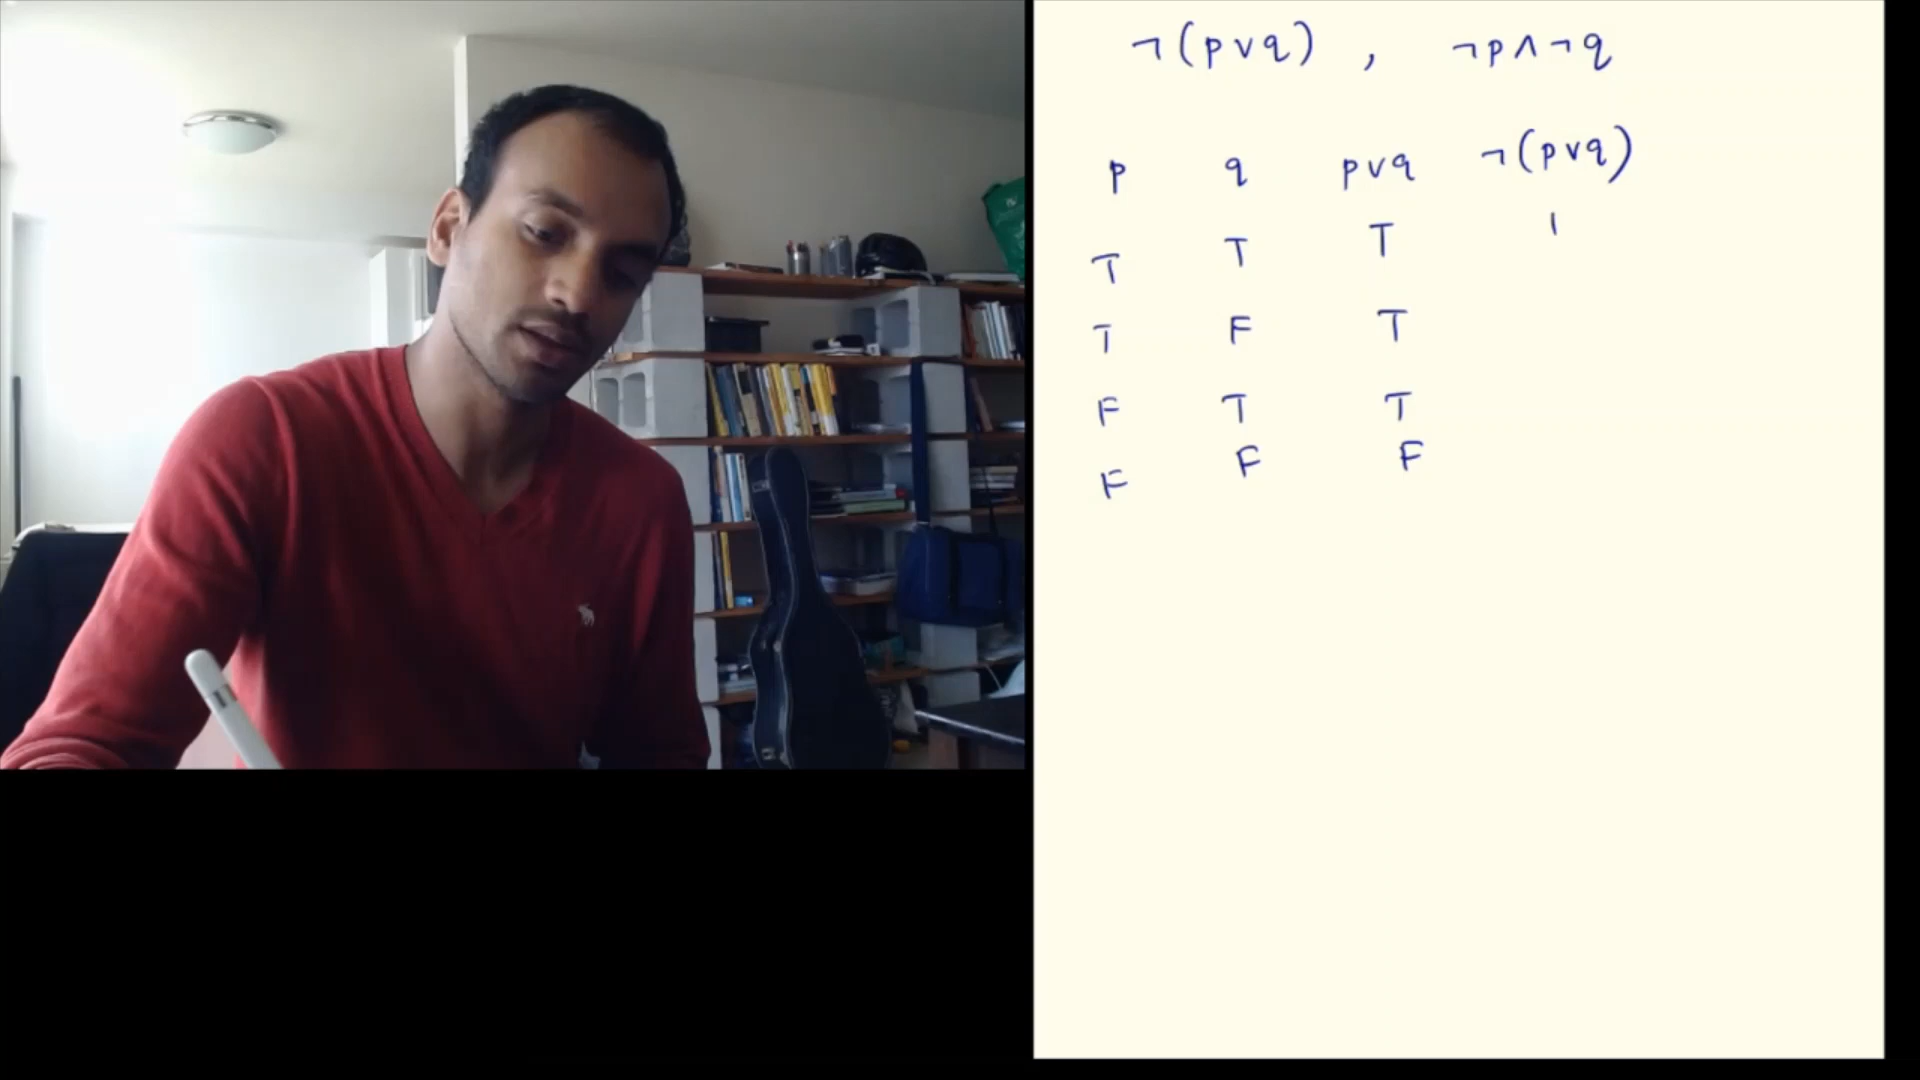 ¬(p∨q) , ¬p∧¬q
p q p∨q ¬(p∨q)
T T T
T F T
F T T
F F F